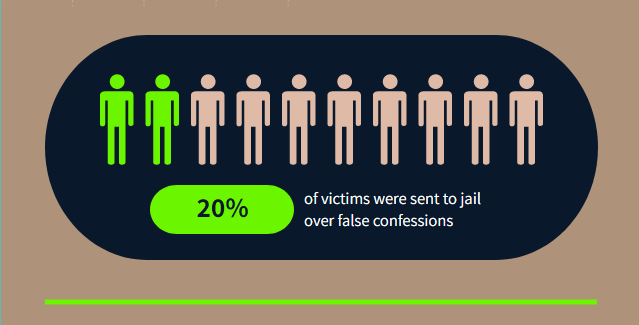 20%
of victims were sent to jail
over false confessions